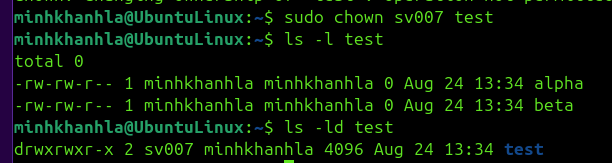 minhkhanhla@UbuntuLinux:~$ sudo chown sv007 test
minhkhanhla@UbuntuLinux:~$ ls -l test
total 0
-rw-rw-r-- 1 minhkhanhla minhkhanhla 0 Aug 24 13:34 alpha
-rw-rw-r-- 1 minhkhanhla minhkhanhla 0 Aug 24 13:34 beta
minhkhanhla@UbuntuLinux:~$ ls -ld test
drwxrwxr-x 2 sv007 minhkhanhla 4096 Aug 24 13:34 test